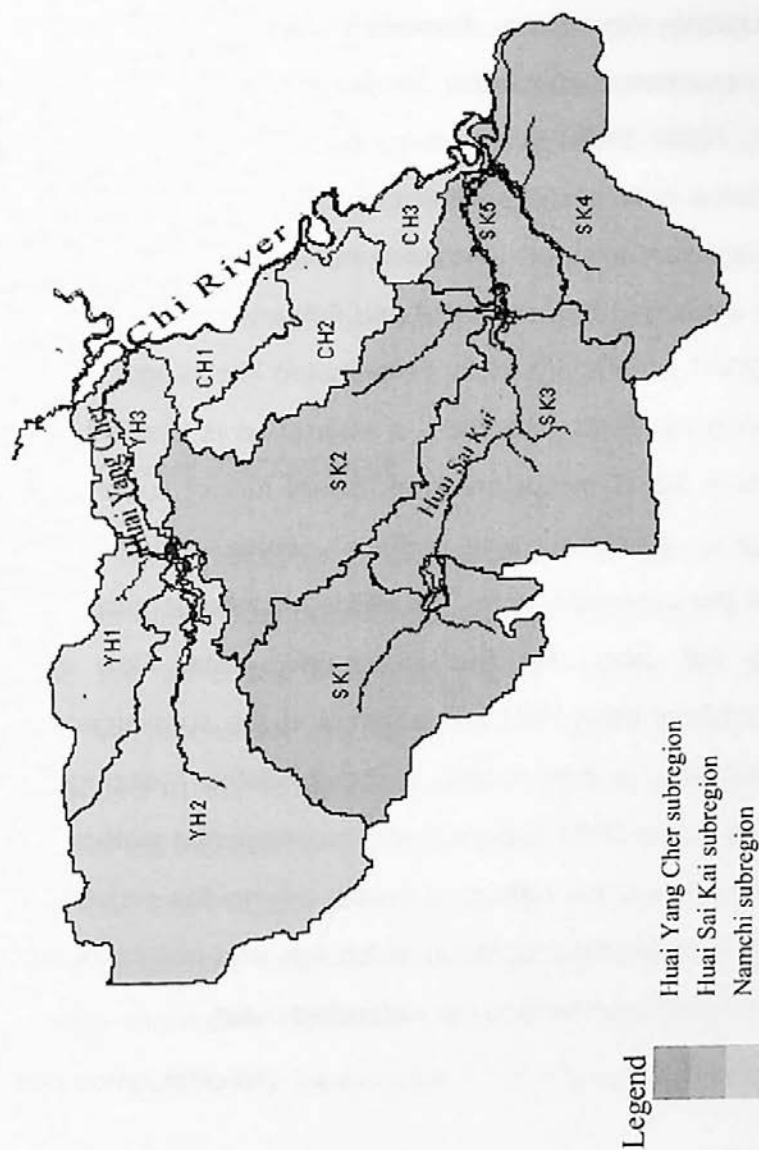 Chi River
Huai Yang Cher
YH1
YH2
YH3
CH1
CH2
CH3
SK1
SK2
SK3
SK4
SK5
Huai Sai Kai
Legend
Huai Yang Cher subregion
Huai Sai Kai subregion
Namchi subregion